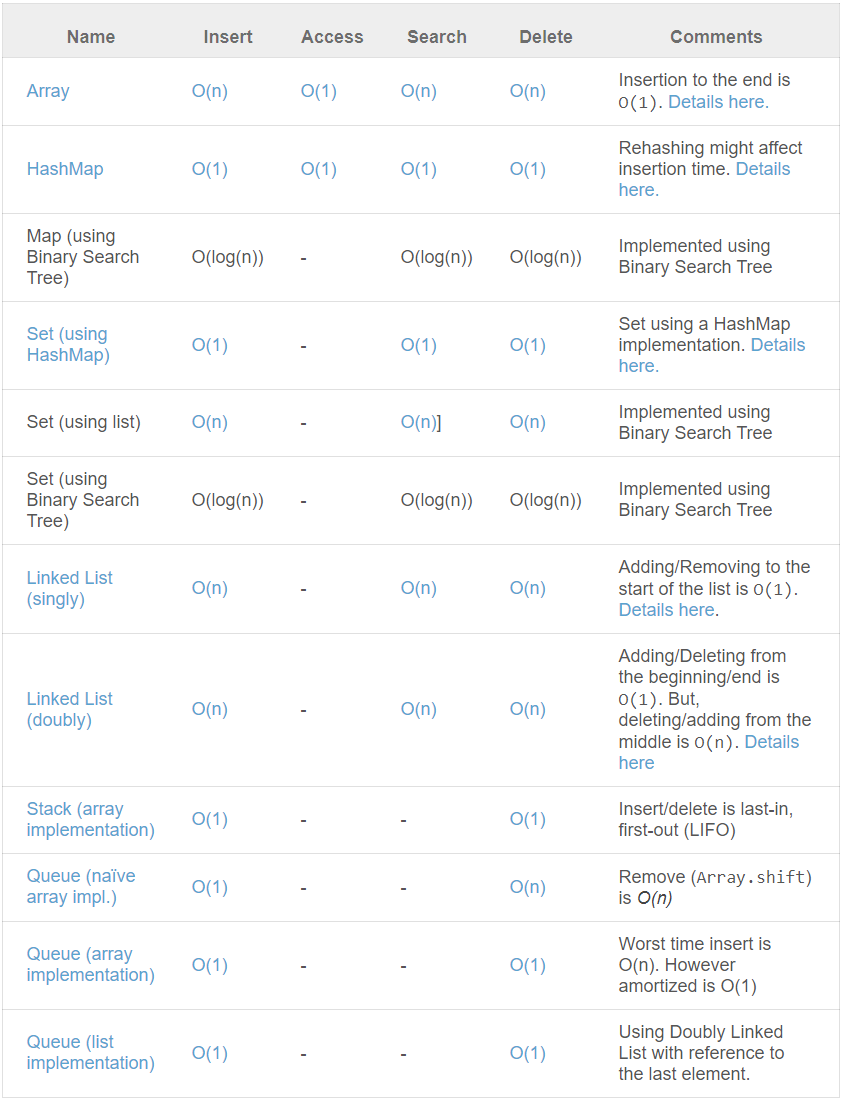 Name Insert Access Search Delete Comments
Array O(n) O(1) O(n) O(n) Insertion to the end is
O(1). Details here.
HashMap O(1) O(1) O(1) O(1) Rehashing might affect
insertion time. Details
here.
Map (using
Binary Search
Tree) O(log(n)) - O(log(n)) O(log(n)) Implemented using
Binary Search Tree
Set (using
HashMap) O(1) - O(1) O(1) Set using a HashMap
implementation. Details
here.
Set (using list) O(n) - O(n)] O(n) Implemented using
Binary Search Tree
Set (using
Binary Search
Tree) O(log(n)) - O(log(n)) O(log(n)) Implemented using
Binary Search Tree
Linked List
(singly) O(n) - O(n) O(n) Adding/Removing to the
start of the list is O(1).
Details here.
Linked List
(doubly) O(n) - O(n) O(n) Adding/Deleting from
the beginning/end is
O(1). But,
deleting/adding from the
middle is O(n). Details
here
Stack (array
implementation) O(1) - - O(1) Insert/delete is last-in,
first-out (LIFO)
Queue (naïve
array impl.) O(1) - - O(n) Remove (Array.shift)
is O(n)
Queue (array
implementation) O(1) - - O(1) Worst time insert is
O(n). However
amortized is O(1)
Queue (list
implementation) O(1) - - O(1) Using Doubly Linked
List with reference to
the last element.